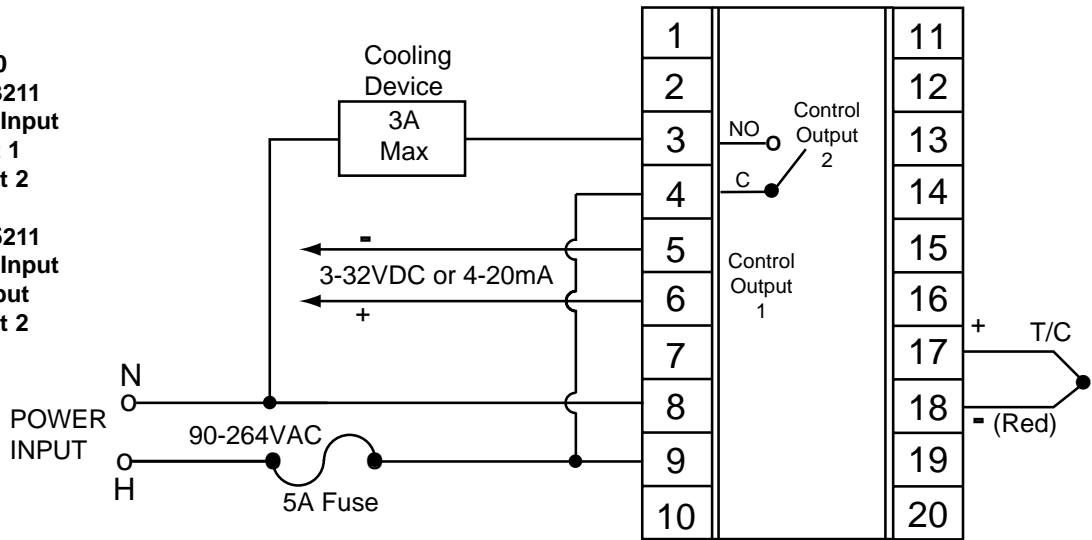 0
3211
Input
1
t 2
5211
Input
put
t 2
Cooling
Device
3A
Max
1
2
3
4
5
6
7
8
9
10
NO
C
Control
Output
2
Control
Output
1
11
12
13
14
15
16
17
18
19
20
-
3-32VDC or 4-20mA
+
N
POWER
INPUT
H
90-264VAC
5A Fuse
+
T/C
- (Red)